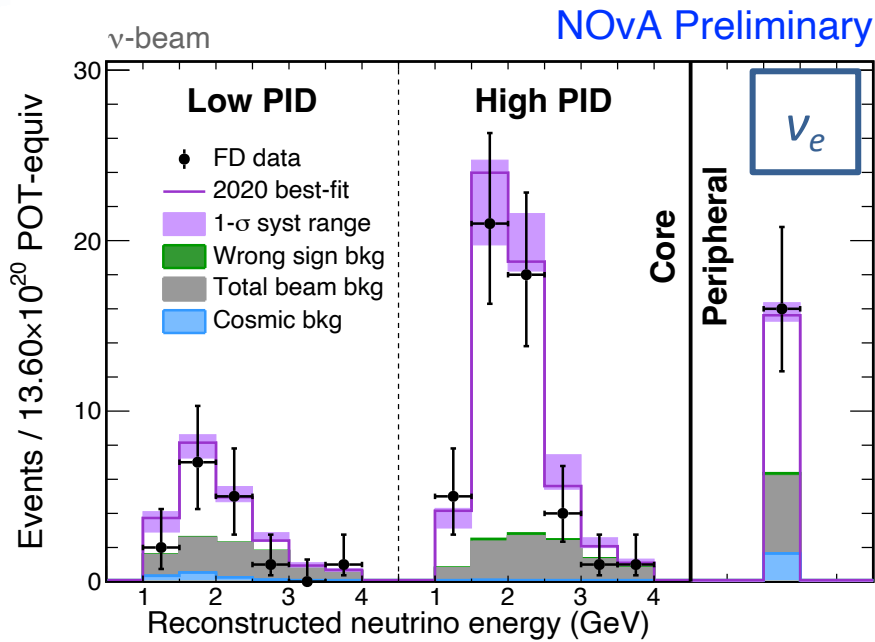 ν-beam
NOvA Preliminary
Events / 13.60×10²⁰ POT-equiv
30
20
10
0
Low PID
High PID
FD data
2020 best-fit
1-σ syst range
Wrong sign bkg
Total beam bkg
Cosmic bkg
Core
Peripheral
νₑ
1 2 3 4 1 2 3 4
Reconstructed neutrino energy (GeV)